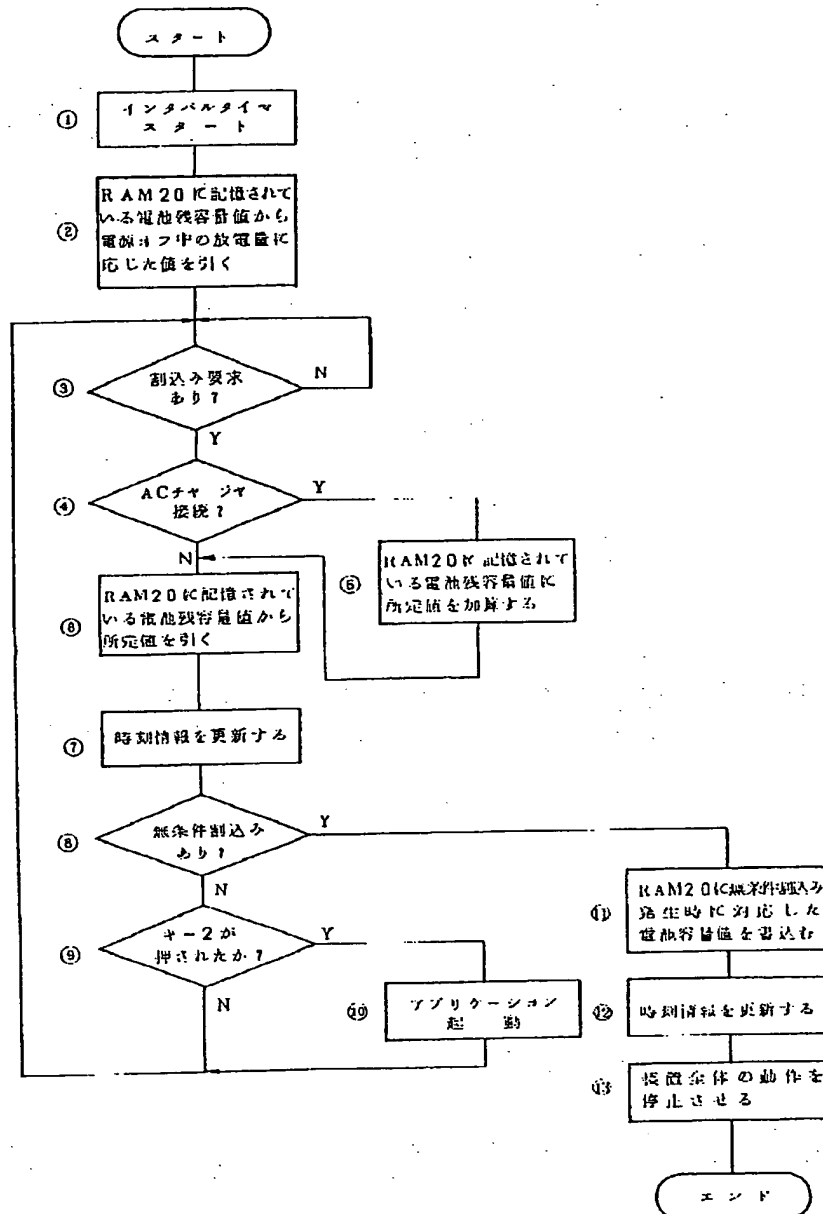 スタート
① インタバルタイマ
スタート
② RAM20に記憶されて
いる電池残容量値から
電源オフ中の放電量に
応じた値を引く
③ 割込み要求
あり？
N
Y
④ ACチャージャ
接続？
Y
N
⑤ RAM20に記憶されて
いる電池残容量値に
所定値を加算する
⑥ RAM20に記憶されて
いる電池残容量値から
所定値を引く
⑦ 時刻情報を更新する
⑧ 無条件割込み
あり？
Y
N
⑨ キー2が
押されたか？
Y
N
⑩ アプリケーション
起動
⑪ RAM20に無条件割込み
発生時に対応した
電池容量値を書込む
⑫ 時刻情報を更新する
⑬ 装置全体の動作を
停止させる
エンド